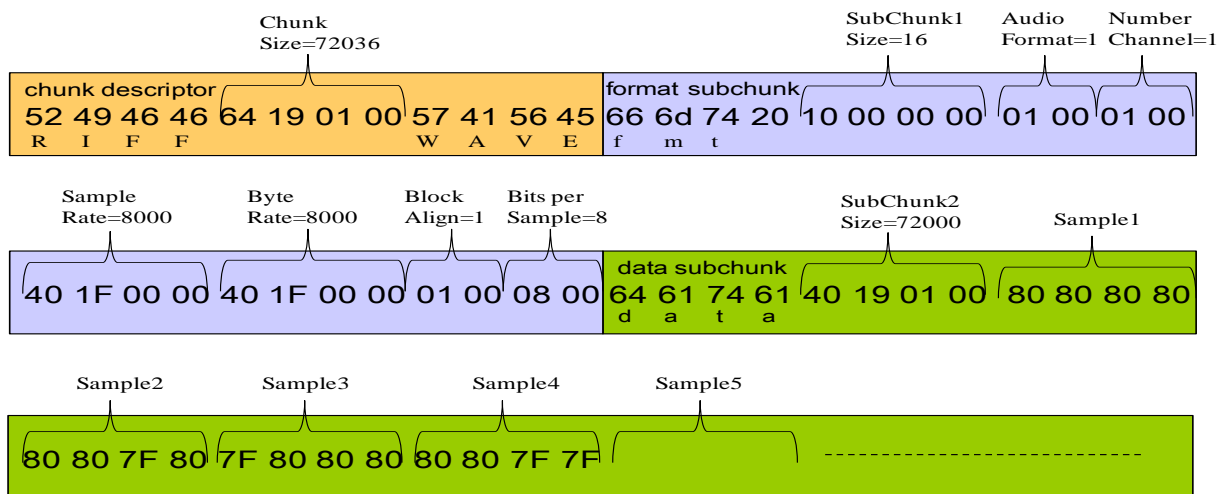 Chunk
Size=72036
SubChunk1
Size=16
Audio
Format=1
Number
Channel=1
chunk descriptor
format subchunk
52 49 46 46 64 19 01 00 57 41 56 45 66 6d 74 20 10 00 00 00 01 00 01 00
R I F F W A V E f m t
Sample
Rate=8000
Byte
Rate=8000
Block
Align=1
Bits per
Sample=8
SubChunk2
Size=72000
Sample1
data subchunk
40 1F 00 00 40 1F 00 00 01 00 08 00 64 61 74 61 40 19 01 00 80 80 80 80
d a t a
Sample2 Sample3 Sample4 Sample5
80 80 7F 80 7F 80 80 80 80 80 7F 7F